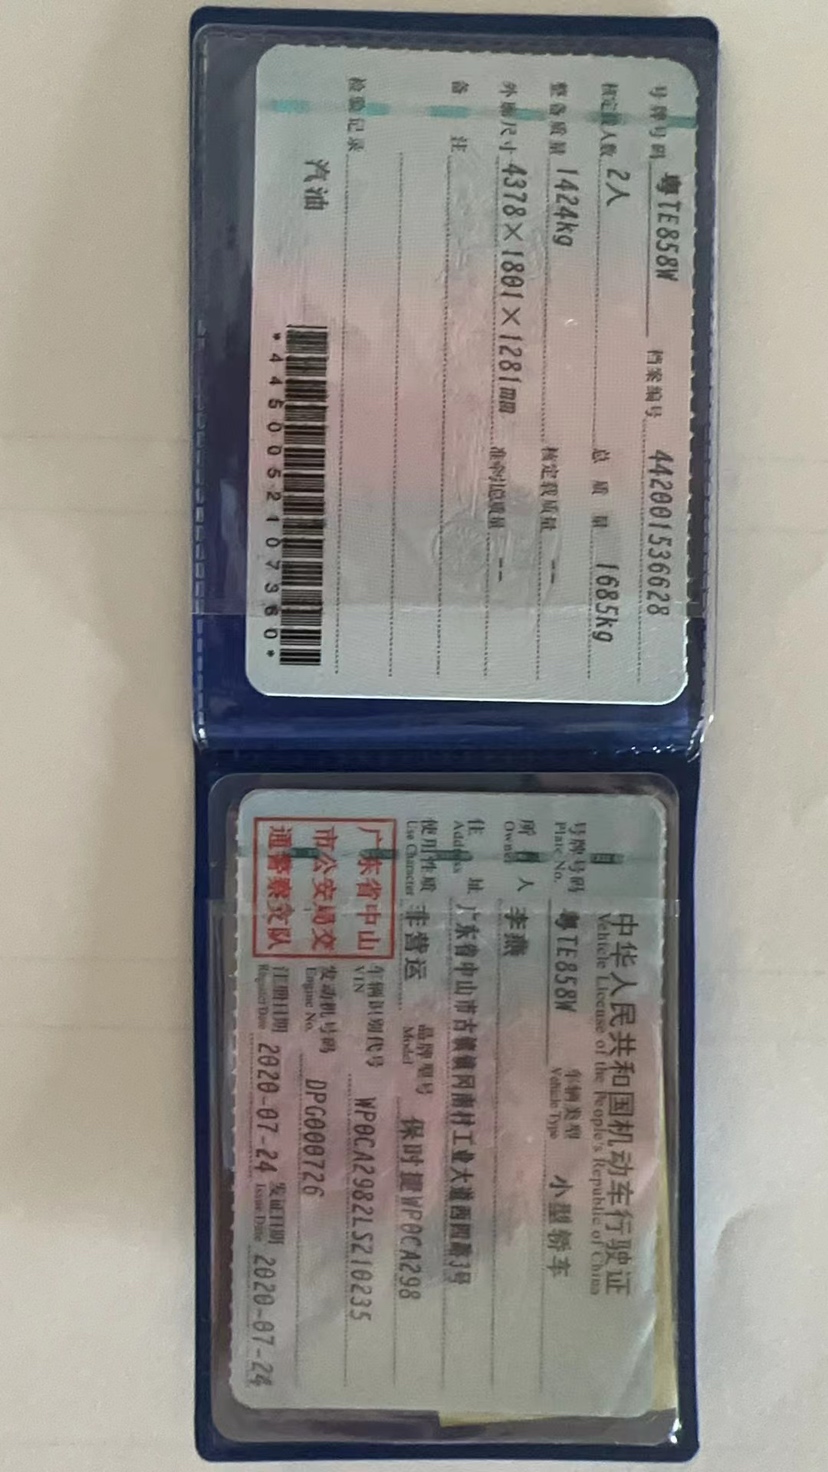 中华人民共和国机动车行驶证
Vehicle License of the People's Republic of China
号牌号码 粤TE858W 车辆类型 小型轿车
Plate No. Vehicle Type
所有人 李燕
Owner
住址 广东省中山市古镇镇冈南村工业大道西四路3号
Address
使用性质 非营运 品牌型号 保时捷WP0CA298
Use Character Model
广东省中山
市公安局交
通警察支队
车辆识别代号 WP0CA2982LS210235
VIN
发动机号码 DPG000726
Engine No.
注册日期 2020-07-24 发证日期 2020-07-24
Register Date Issue Date
号牌号码 粤TE858W 档案编号 442001536628
核定载人数 2人 总质量 1685kg
整备质量 1424kg 核定载质量 --
外廓尺寸 4378×1801×1281mm 准牵引总质量 --
备注
检验记录
汽油
*4450052107360*